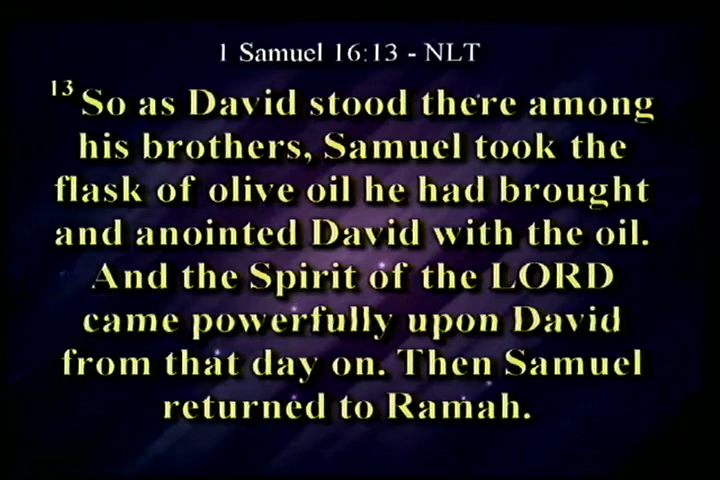 1 Samuel 16:13 - NLT
13 So as David stood there among
his brothers, Samuel took the
flask of olive oil he had brought
and anointed David with the oil.
And the Spirit of the LORD
came powerfully upon David
from that day on. Then Samuel
returned to Ramah.